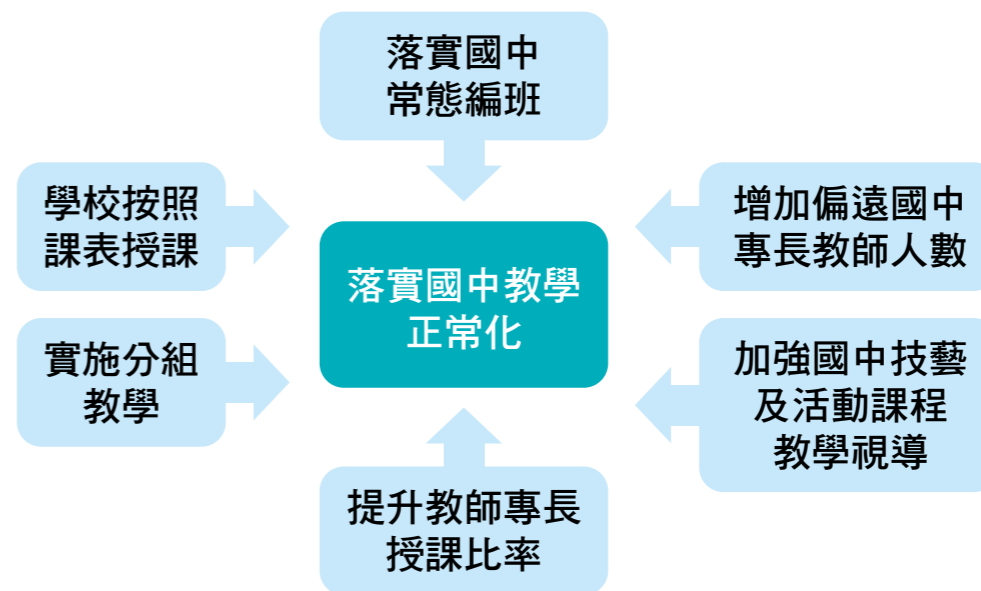 落實國中
常態編班
學校按照
課表授課
增加偏遠國中
專長教師人數
落實國中教學
正常化
實施分組
教學
加強國中技藝
及活動課程
教學視導
提升教師專長
授課比率